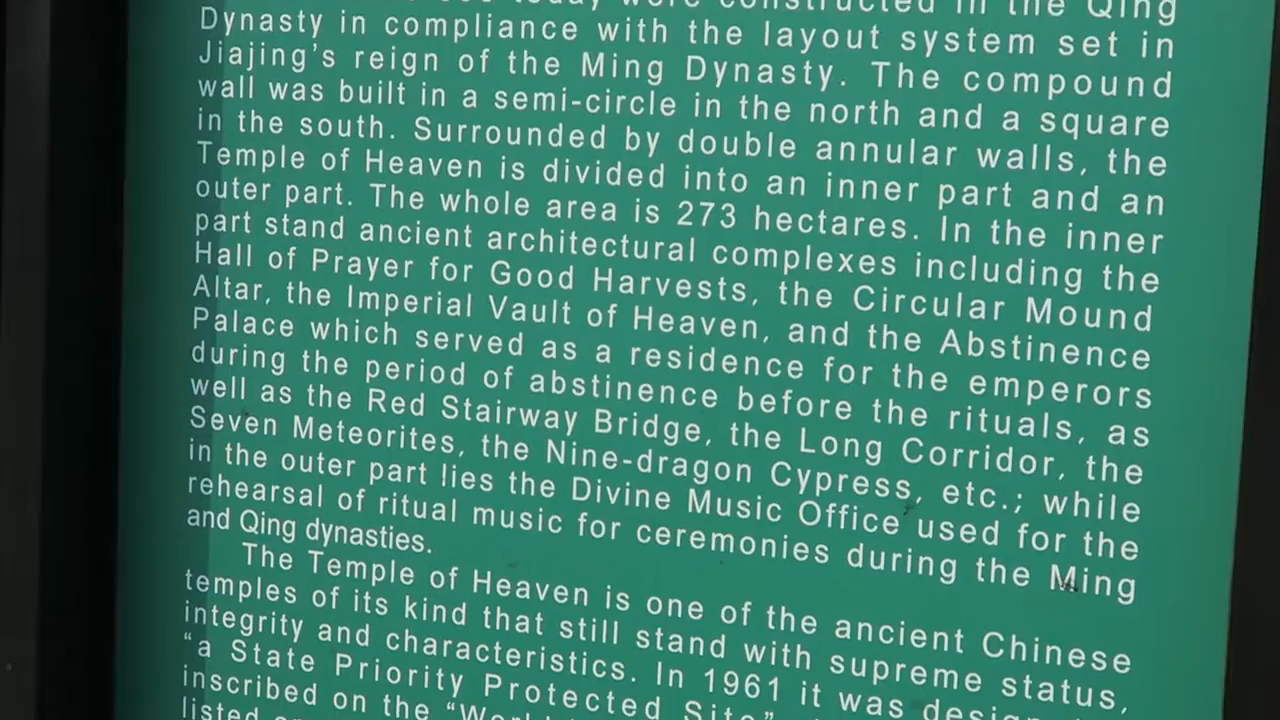 today were constructed in the Qing
Dynasty in compliance with the layout system set in
Jiajing's reign of the Ming Dynasty. The compound
wall was built in a semi-circle in the north and a square
in the south. Surrounded by double annular walls, the
Temple of Heaven is divided into an inner part and an
outer part. The whole area is 273 hectares. In the inner
part stand ancient architectural complexes including the
Hall of Prayer for Good Harvests, the Circular Mound
Altar, the Imperial Vault of Heaven, and the Abstinence
Palace which served as a residence for the emperors
during the period of abstinence before the rituals, as
well as the Red Stairway Bridge, the Long Corridor, the
Seven Meteorites, the Nine-dragon Cypress, etc.; while
in the outer part lies the Divine Music Office used for the
rehearsal of ritual music for ceremonies during the Ming
and Qing dynasties.
The Temple of Heaven is one of the ancient Chinese
temples of its kind that still stand with supreme status,
integrity and characteristics. In 1961 it was
"a State Priority Protected Site"
inscribed on the
listed